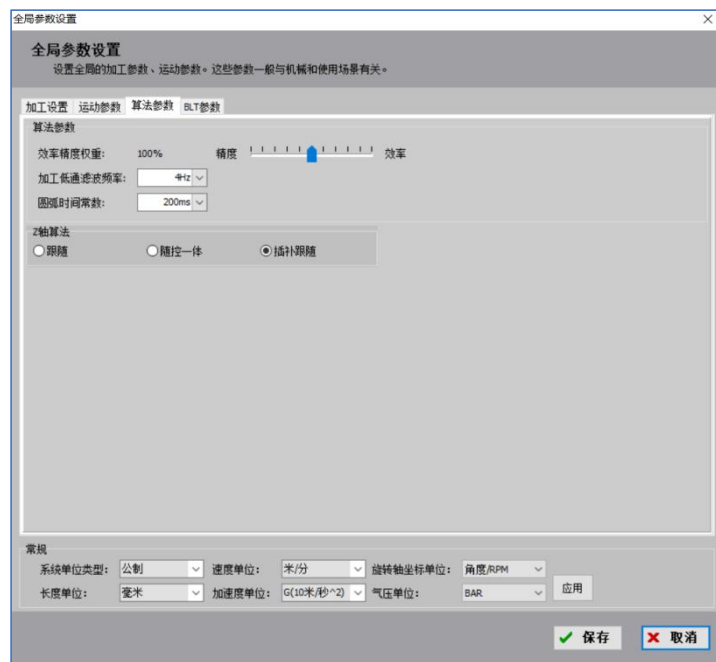 全局参数设置
全局参数设置
设置全局的加工参数、运动参数。这些参数一般与机械和使用场景有关。
加工设置 运动参数 算法参数 BLT参数
算法参数
效率精度权重: 100% 精度 效率
加工低通滤波频率: 4Hz
圆弧时间常数: 200ms
Z轴算法
跟随 随控一体 插补跟随
常规
系统单位类型: 公制 速度单位: 米/分 旋转轴坐标单位: 角度/RPM
长度单位: 毫米 加速度单位: G(10米/秒^2) 气压单位: BAR 应用
保存 取消